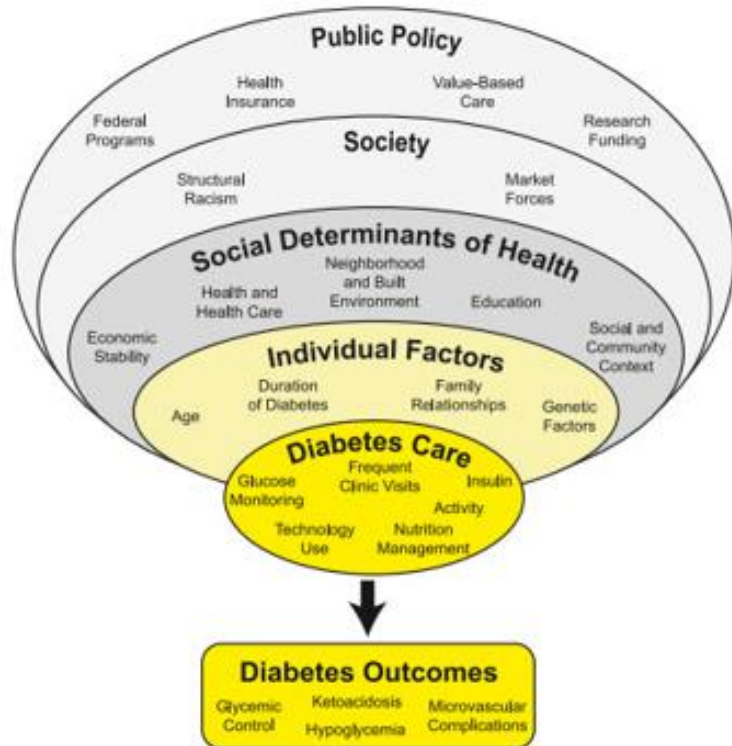 Public Policy
Health
Insurance
Value-Based
Care
Federal
Programs
Research
Funding
Society
Structural
Racism
Market
Forces
Social Determinants of Health
Neighborhood
and Built
Environment
Health and
Health Care
Education
Economic
Stability
Social and
Community
Context
Individual Factors
Duration
of Diabetes
Family
Relationships
Age
Genetic
Factors
Diabetes Care
Frequent
Clinic Visits
Glucose
Monitoring
Insulin
Activity
Technology
Use
Nutrition
Management
Diabetes Outcomes
Glycemic
Control
Ketoacidosis
Hypoglycemia
Microvascular
Complications